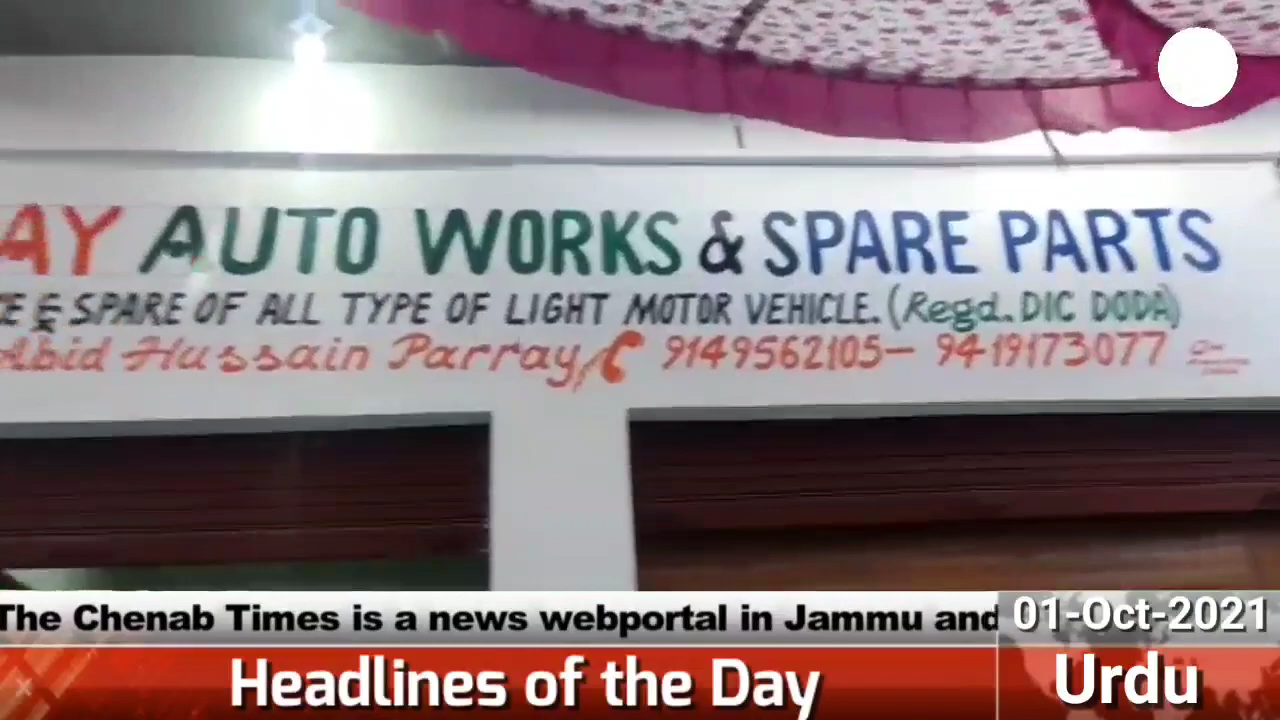 AY AUTO WORKS & SPARE PARTS
CE & SPARE OF ALL TYPE OF LIGHT MOTOR VEHICLE. (Regd. DIC DODA)
Abid Hussain Parray 9149562105– 9419173077
The Chenab Times is a news webportal in Jammu and
01-Oct-2021
Headlines of the Day
Urdu